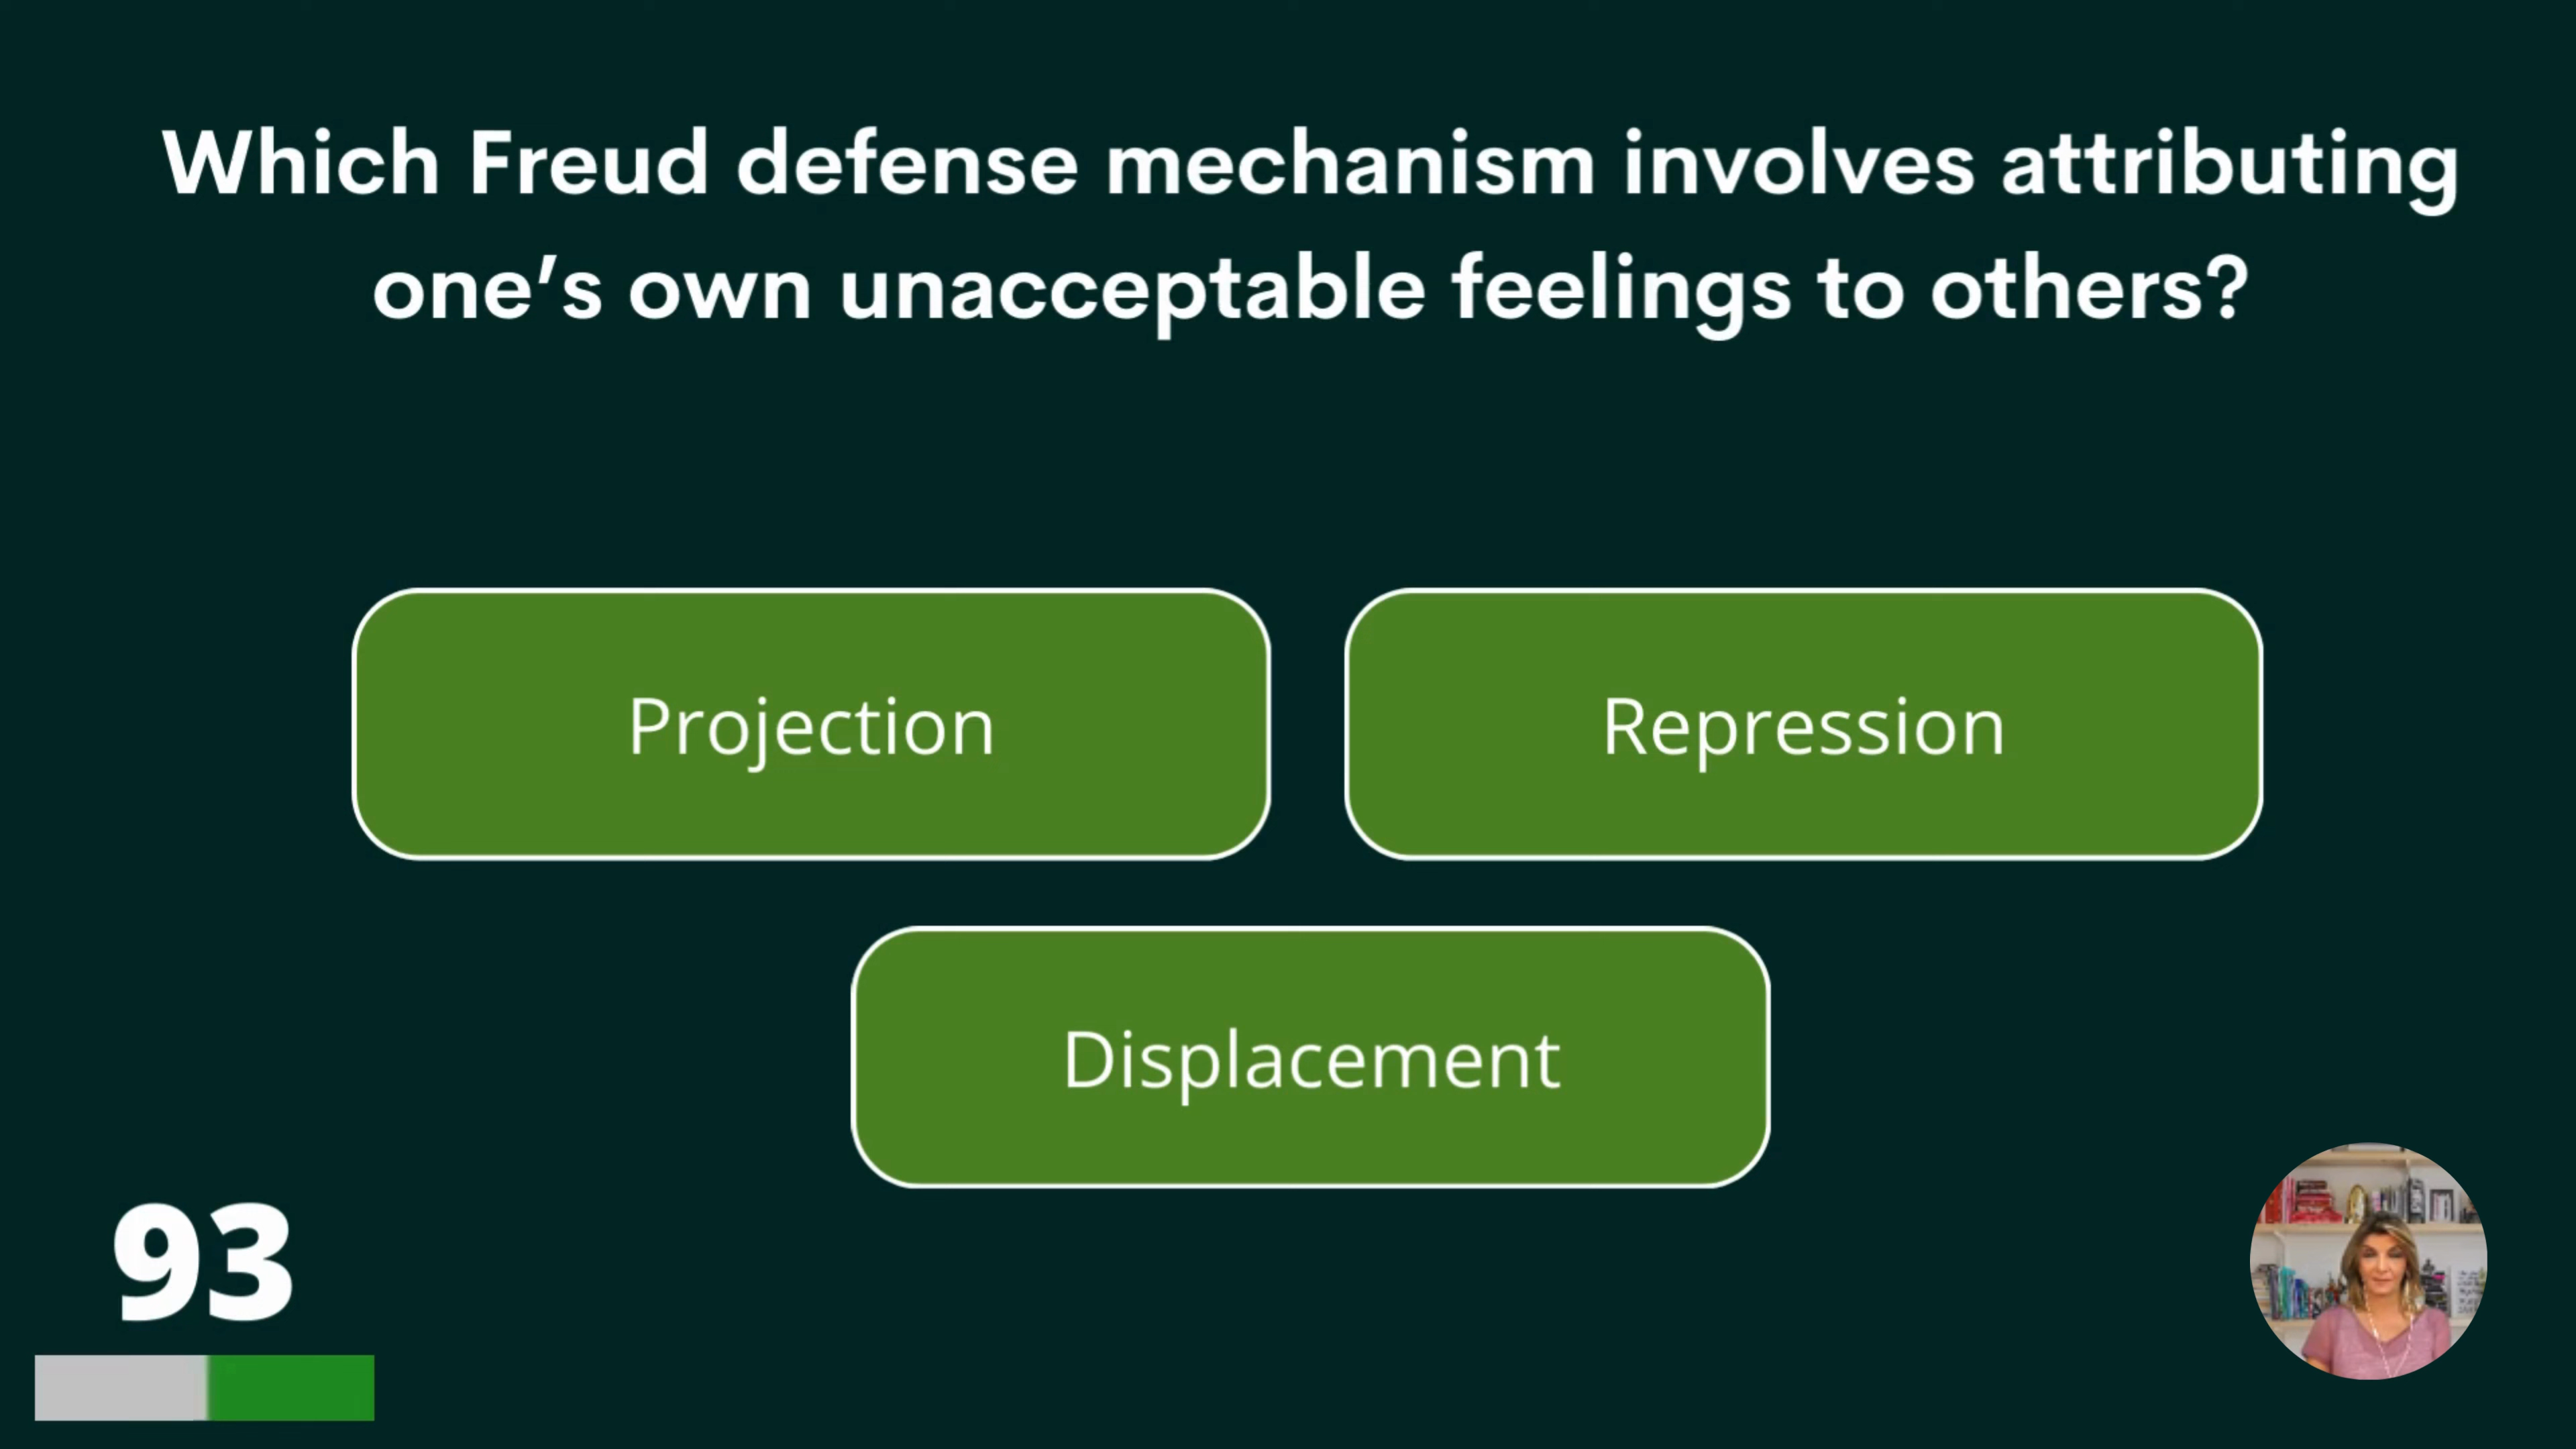 Which Freud defense mechanism involves attributing
one’s own unacceptable feelings to others?
Projection
Repression
Displacement
93